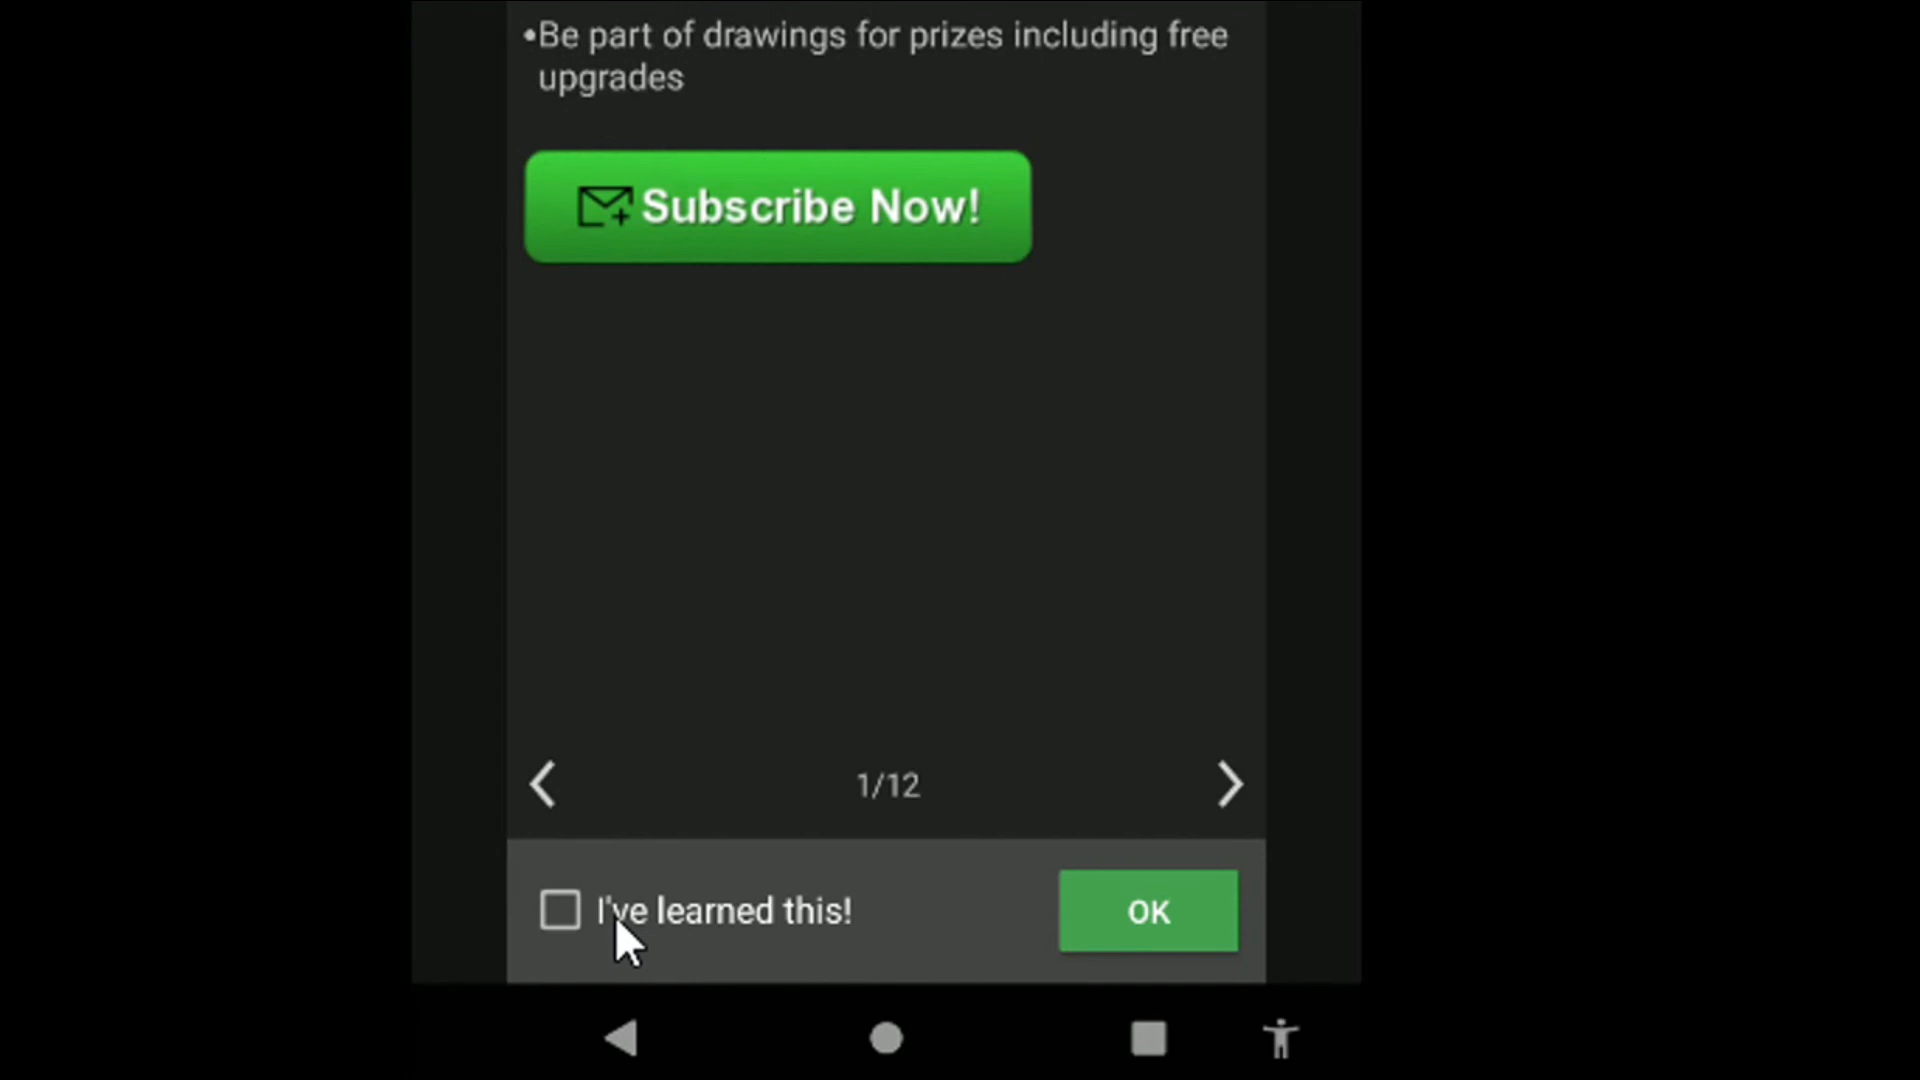 •Be part of drawings for prizes including free
upgrades
Subscribe Now!
1/12
I've learned this!
OK